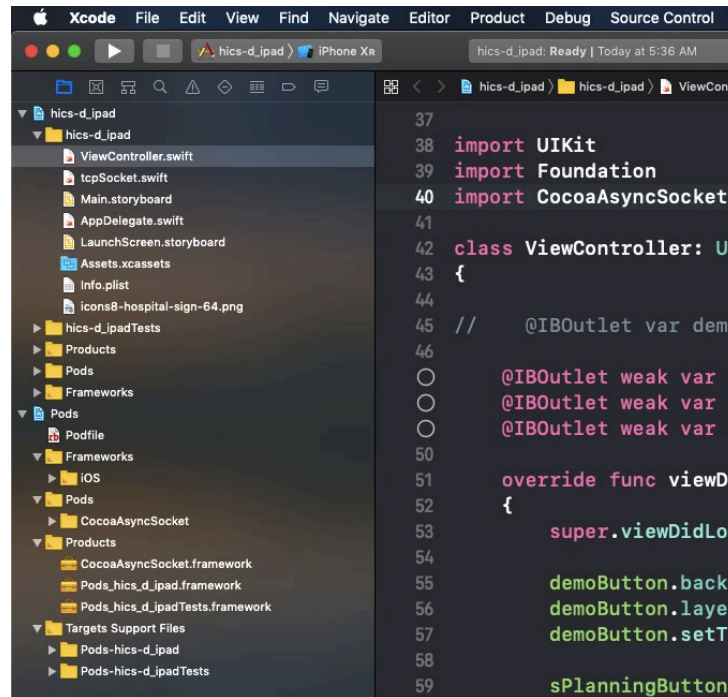 Xcode File Edit View Find Navigate Editor Product Debug Source Control
hics-d_ipad iPhone XR hics-d_ipad: Ready | Today at 5:36 AM
hics-d_ipad hics-d_ipad ViewCon
hics-d_ipad
hics-d_ipad
ViewController.swift
tcpSocket.swift
Main.storyboard
AppDelegate.swift
LaunchScreen.storyboard
Assets.xcassets
Info.plist
icons8-hospital-sign-64.png
hics-d_ipadTests
Products
Pods
Frameworks
Pods
Podfile
Frameworks
iOS
Pods
CocoaAsyncSocket
Products
CocoaAsyncSocket.framework
Pods_hics_d_ipad.framework
Pods_hics_d_ipadTests.framework
Targets Support Files
Pods-hics-d_ipad
Pods-hics-d_ipadTests
37
38 import UIKit
39 import Foundation
40 import CocoaAsyncSocket
41
42 class ViewController: U
43 {
44
45 // @IBOutlet var dem
46
@IBOutlet weak var
@IBOutlet weak var
@IBOutlet weak var
50
51 override func viewD
52 {
53 super.viewDidLo
54
55 demoButton.back
56 demoButton.laye
57 demoButton.setT
58
59 sPlanningButton